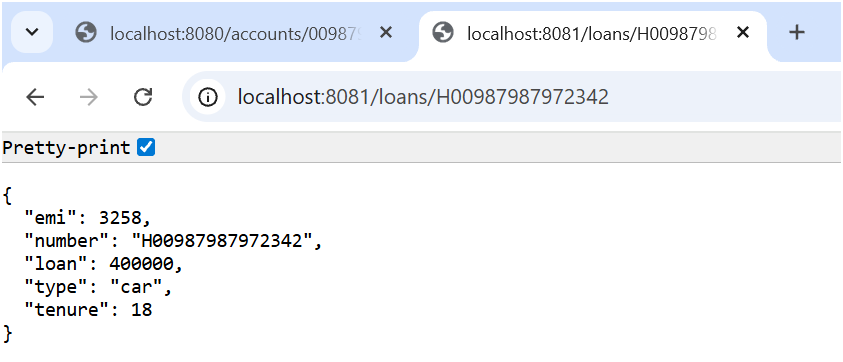 localhost:8080/accounts/00987
localhost:8081/loans/H0098798
localhost:8081/loans/H00987987972342
Pretty-print
{
  "emi": 3258,
  "number": "H00987987972342",
  "loan": 400000,
  "type": "car",
  "tenure": 18
}